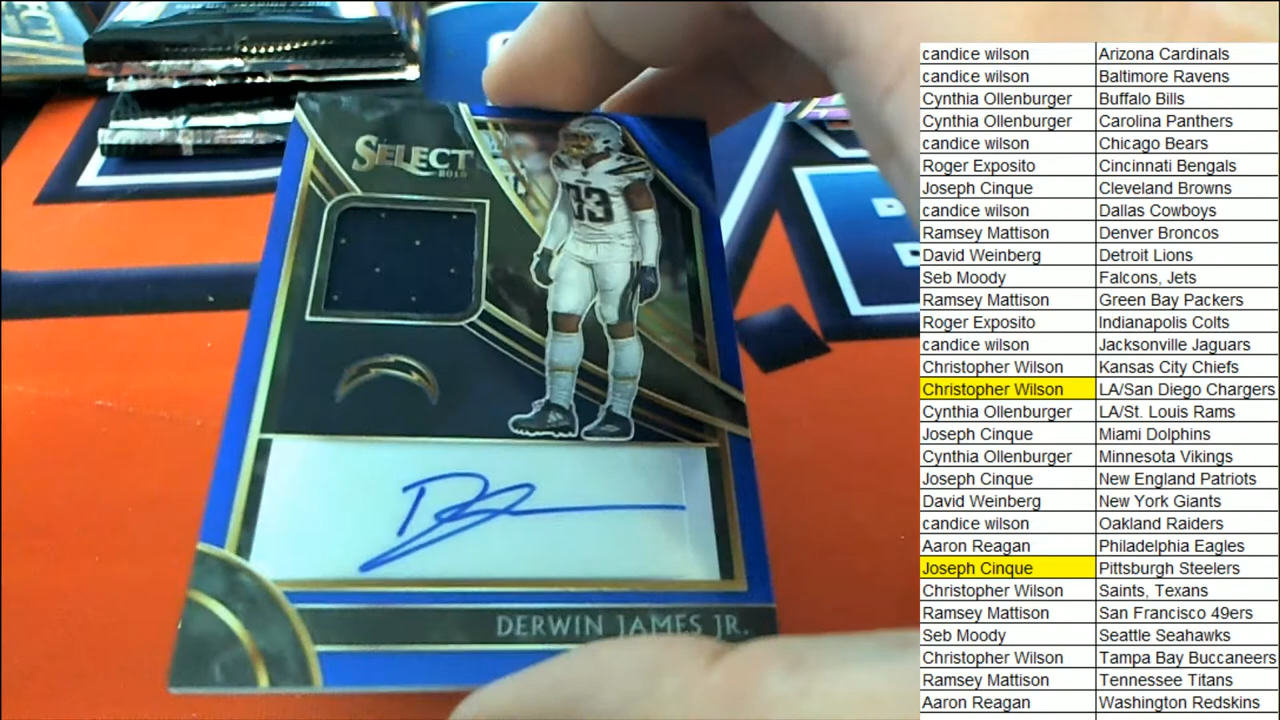 SELECT
2018
33
DERWIN JAMES JR.
candice wilson Arizona Cardinals
candice wilson Baltimore Ravens
Cynthia Ollenburger Buffalo Bills
Cynthia Ollenburger Carolina Panthers
candice wilson Chicago Bears
Roger Exposito Cincinnati Bengals
Joseph Cinque Cleveland Browns
candice wilson Dallas Cowboys
Ramsey Mattison Denver Broncos
David Weinberg Detroit Lions
Seb Moody Falcons, Jets
Ramsey Mattison Green Bay Packers
Roger Exposito Indianapolis Colts
candice wilson Jacksonville Jaguars
Christopher Wilson Kansas City Chiefs
Christopher Wilson LA/San Diego Chargers
Cynthia Ollenburger LA/St. Louis Rams
Joseph Cinque Miami Dolphins
Cynthia Ollenburger Minnesota Vikings
Joseph Cinque New England Patriots
David Weinberg New York Giants
candice wilson Oakland Raiders
Aaron Reagan Philadelphia Eagles
Joseph Cinque Pittsburgh Steelers
Christopher Wilson Saints, Texans
Ramsey Mattison San Francisco 49ers
Seb Moody Seattle Seahawks
Christopher Wilson Tampa Bay Buccaneers
Ramsey Mattison Tennessee Titans
Aaron Reagan Washington Redskins